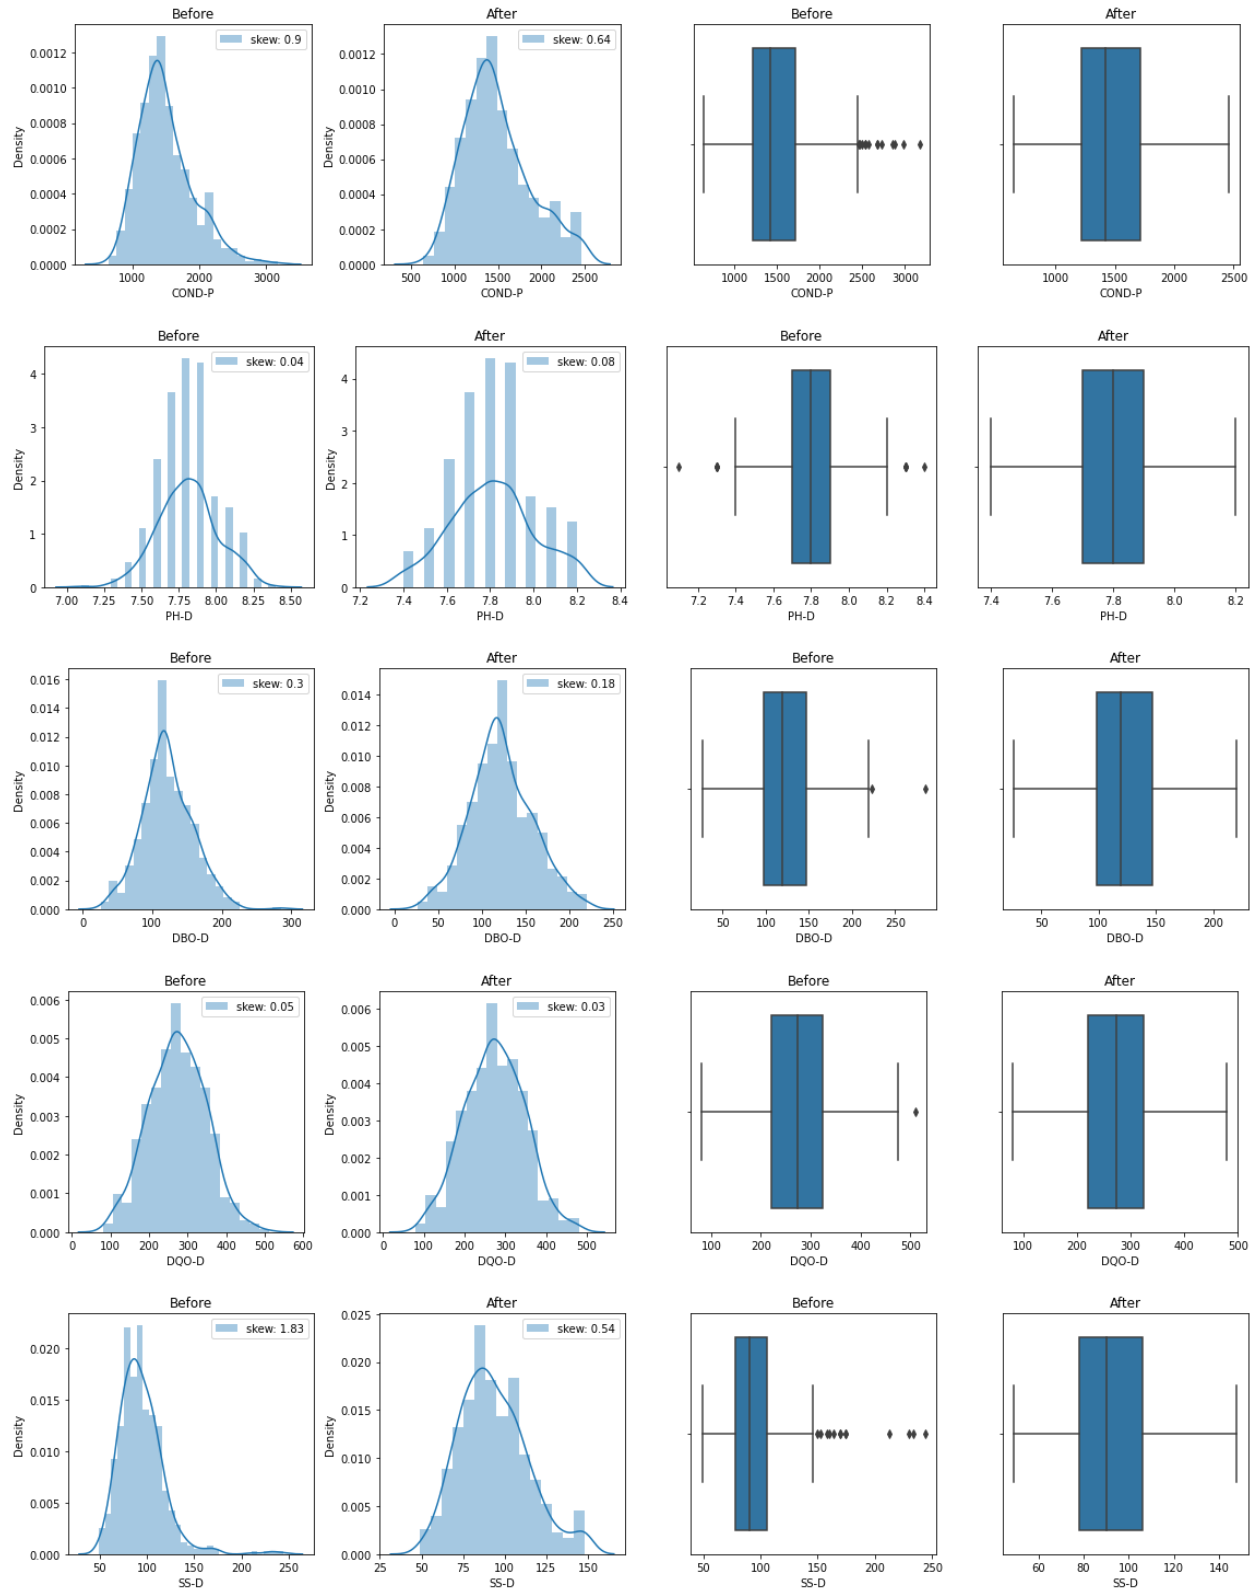 Before After Before After
skew: 0.9
skew: 0.64
Density
0.0012
0.0010
0.0008
0.0006
0.0004
0.0002
0.0000
1000 2000 3000
COND-P
Density
0.0012
0.0010
0.0008
0.0006
0.0004
0.0002
0.0000
500 1000 1500 2000 2500
COND-P
1000 1500 2000 2500 3000
COND-P
1000 1500 2000 2500
COND-P
Before After Before After
skew: 0.04
skew: 0.08
Density
4
3
2
1
0
7.00 7.25 7.50 7.75 8.00 8.25 8.50
PH-D
Density
4
3
2
1
0
7.2 7.4 7.6 7.8 8.0 8.2 8.4
PH-D
7.2 7.4 7.6 7.8 8.0 8.2 8.4
PH-D
7.4 7.6 7.8 8.0 8.2
PH-D
Before After Before After
skew: 0.3
skew: 0.18
Density
0.016
0.014
0.012
0.010
0.008
0.006
0.004
0.002
0.000
0 100 200 300
DBO-D
Density
0.014
0.012
0.010
0.008
0.006
0.004
0.002
0.000
0 50 100 150 200 250
DBO-D
50 100 150 200 250
DBO-D
50 100 150 200
DBO-D
Before After Before After
skew: 0.05
skew: 0.03
Density
0.006
0.005
0.004
0.003
0.002
0.001
0.000
0 100 200 300 400 500 600
DQO-D
Density
0.006
0.005
0.004
0.003
0.002
0.001
0.000
0 100 200 300 400 500
DQO-D
100 200 300 400 500
DQO-D
100 200 300 400 500
DQO-D
Before After Before After
skew: 1.83
skew: 0.54
Density
0.020
0.015
0.010
0.005
0.000
50 100 150 200 250
SS-D
Density
0.025
0.020
0.015
0.010
0.005
0.000
25 50 75 100 125 150
SS-D
50 100 150 200 250
SS-D
60 80 100 120 140
SS-D